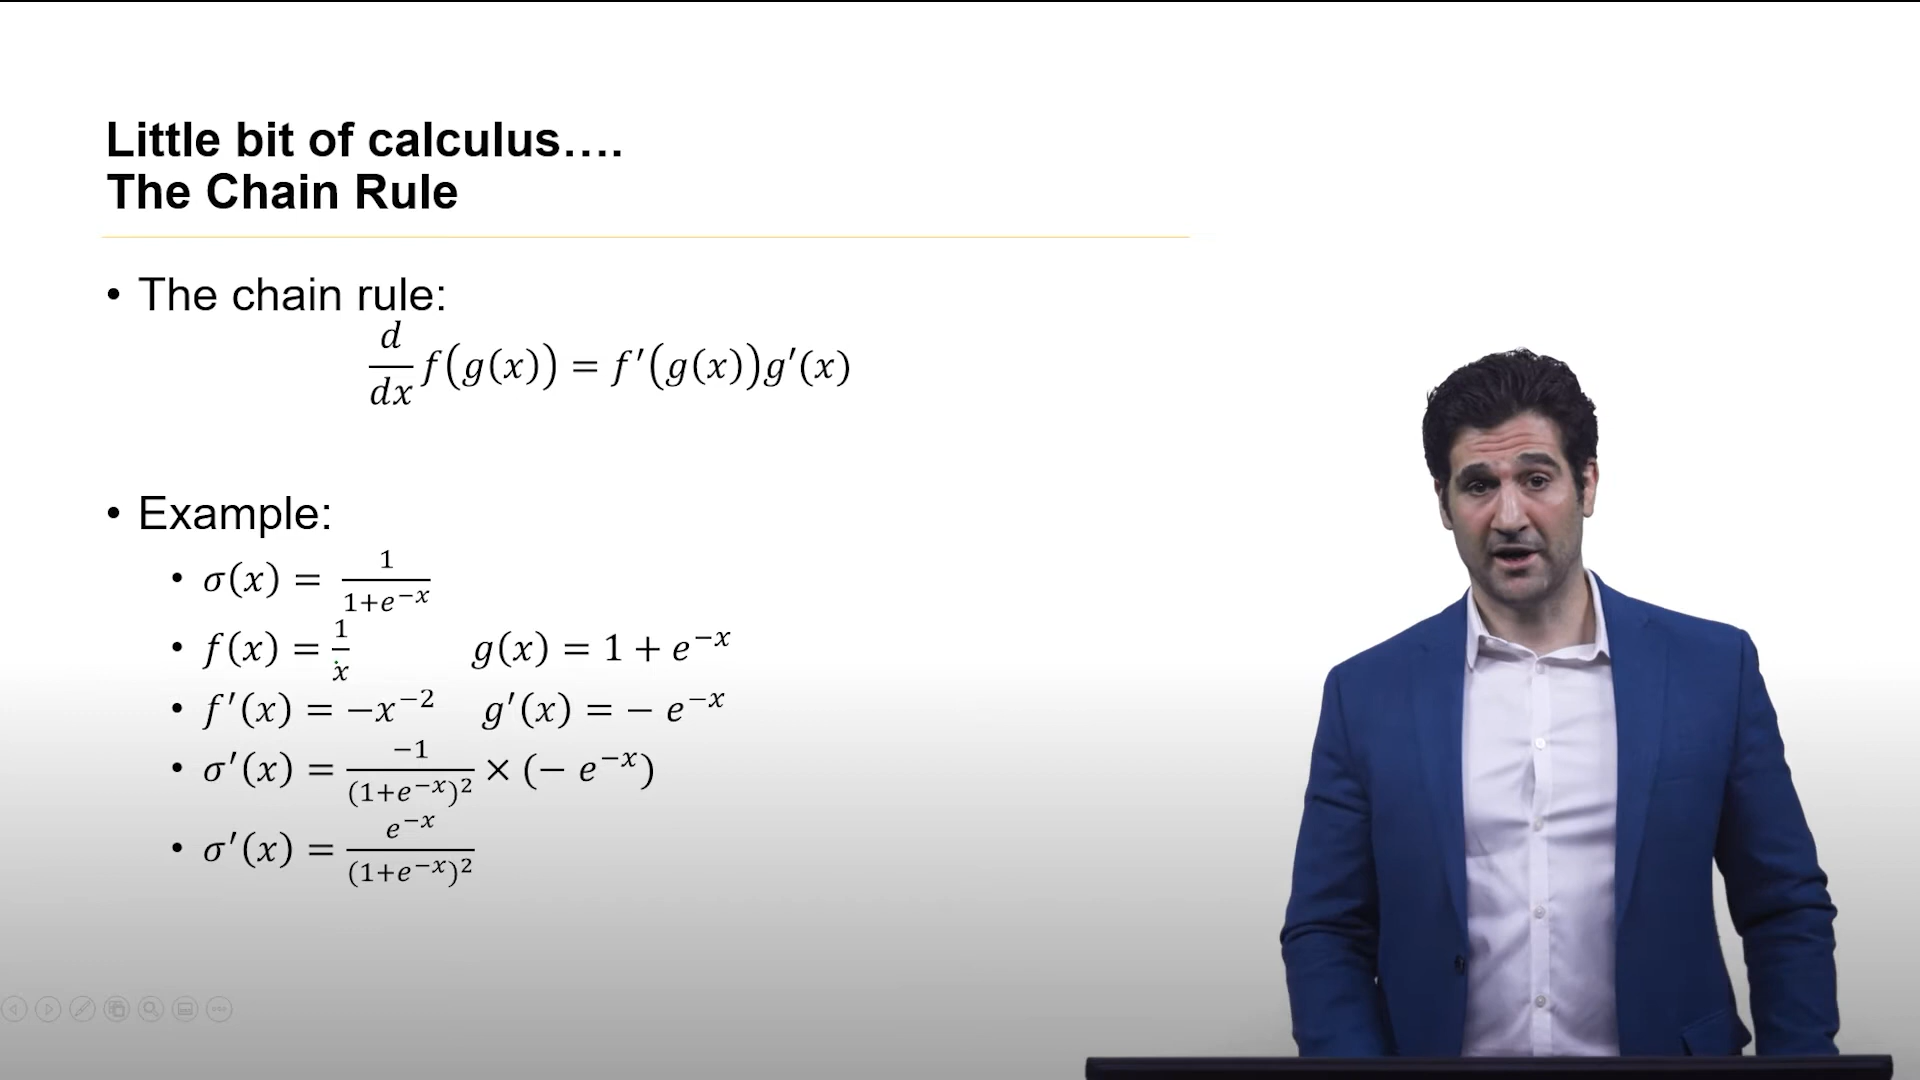 Little bit of calculus….
The Chain Rule
• The chain rule:
d/dx f(g(x)) = f′(g(x))g′(x)
• Example:
• σ(x) = 1/(1+e^−x)
• f(x) = 1/x    g(x) = 1 + e^−x
• f′(x) = −x^−2    g′(x) = − e^−x
• σ′(x) = −1/(1+e^−x)^2 × (− e^−x)
• σ′(x) = e^−x/(1+e^−x)^2